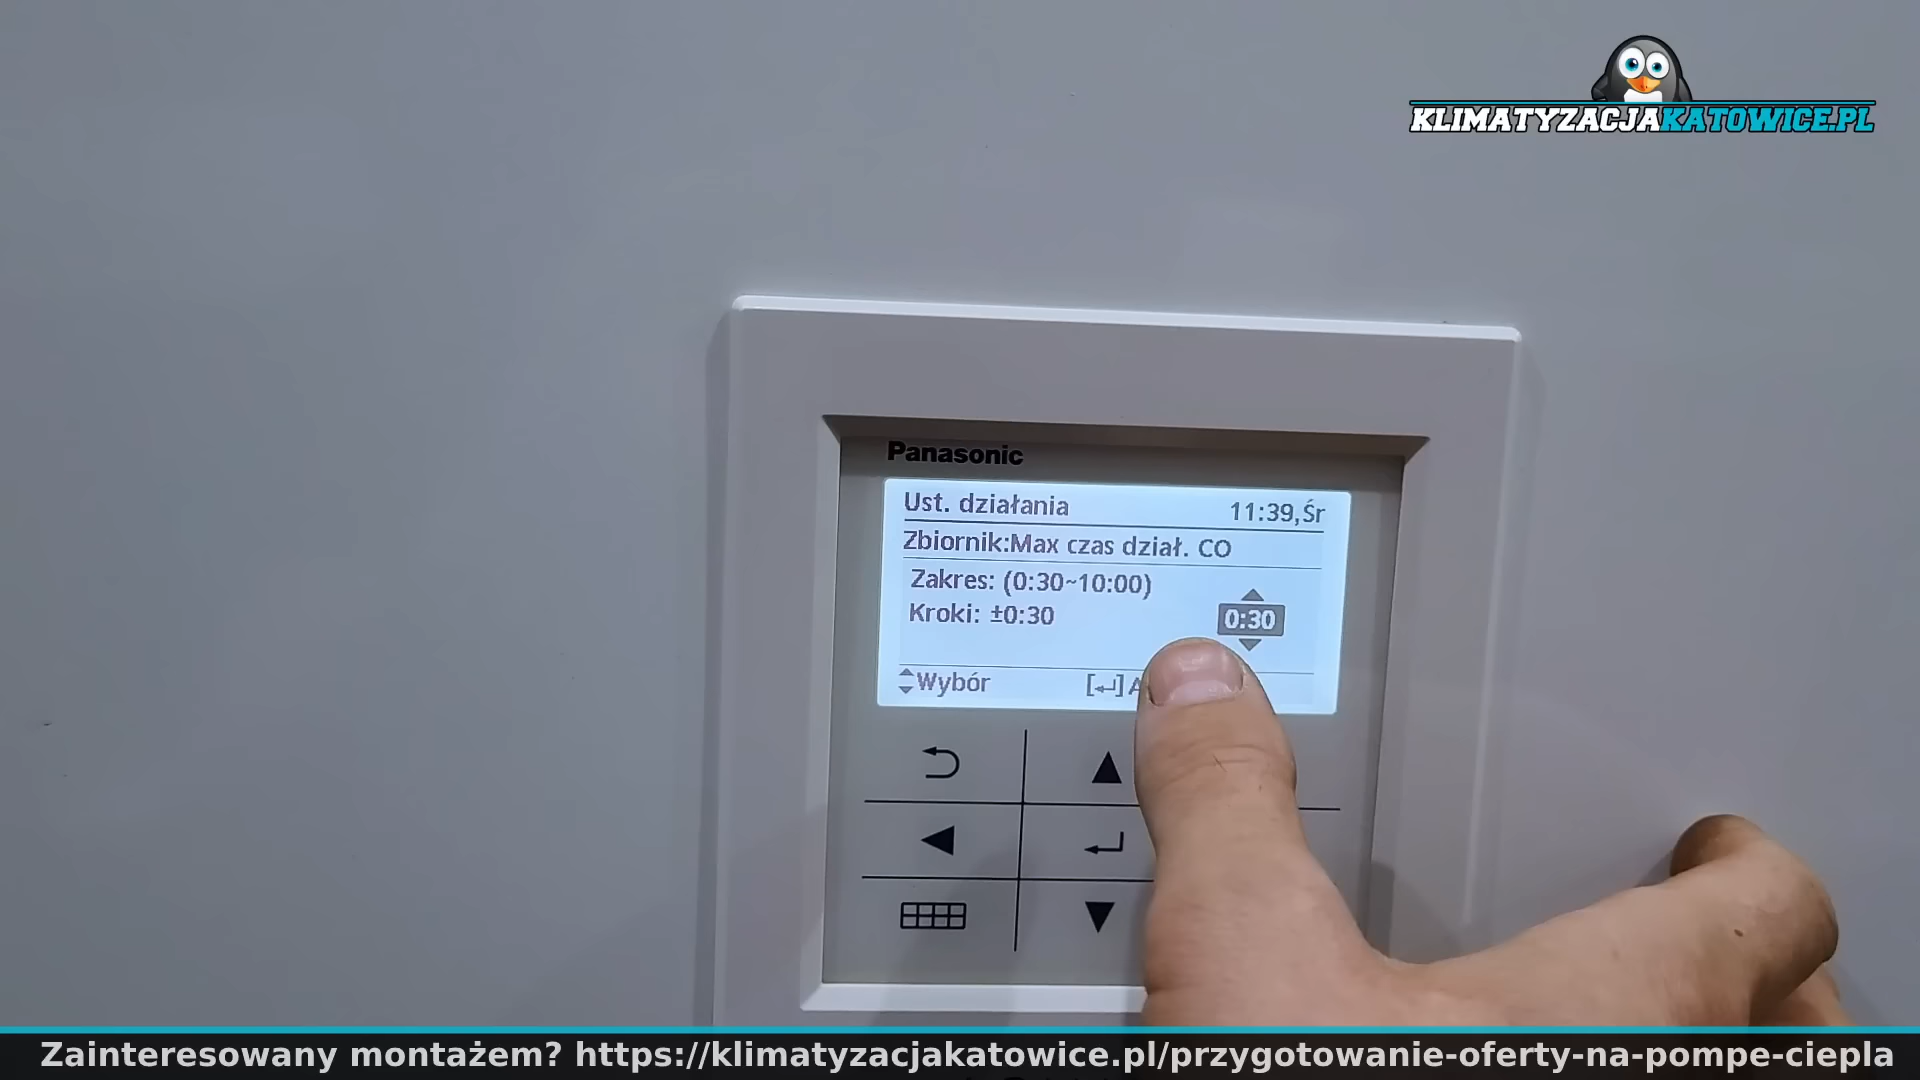 KLIMATYZACJAKATOWICE.PL
Panasonic
Ust. działania 11:39,Śr
Zbiornik:Max czas dział. CO
Zakres: (0:30~10:00)
Kroki: ±0:30
0:30
Wybór [↵]
Zainteresowany montażem? https://klimatyzacjakatowice.pl/przygotowanie-oferty-na-pompe-ciepla